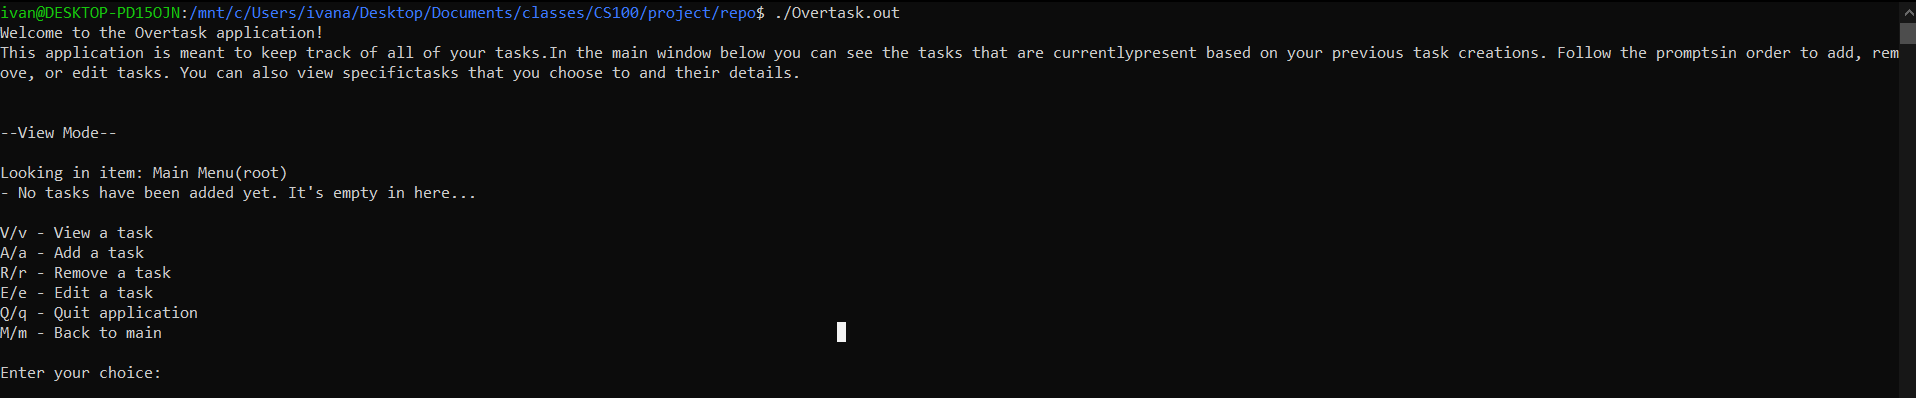 ivan@DESKTOP-PD15OJN:/mnt/c/Users/ivana/Desktop/Documents/classes/CS100/project/repo$ ./Overtask.out
Welcome to the Overtask application!
This application is meant to keep track of all of your tasks.In the main window below you can see the tasks that are currentlypresent based on your previous task creations. Follow the promptsin order to add, rem
ove, or edit tasks. You can also view specifictasks that you choose to and their details.
--View Mode--
Looking in item: Main Menu(root)
- No tasks have been added yet. It's empty in here...
V/v - View a task
A/a - Add a task
R/r - Remove a task
E/e - Edit a task
Q/q - Quit application
M/m - Back to main
Enter your choice: